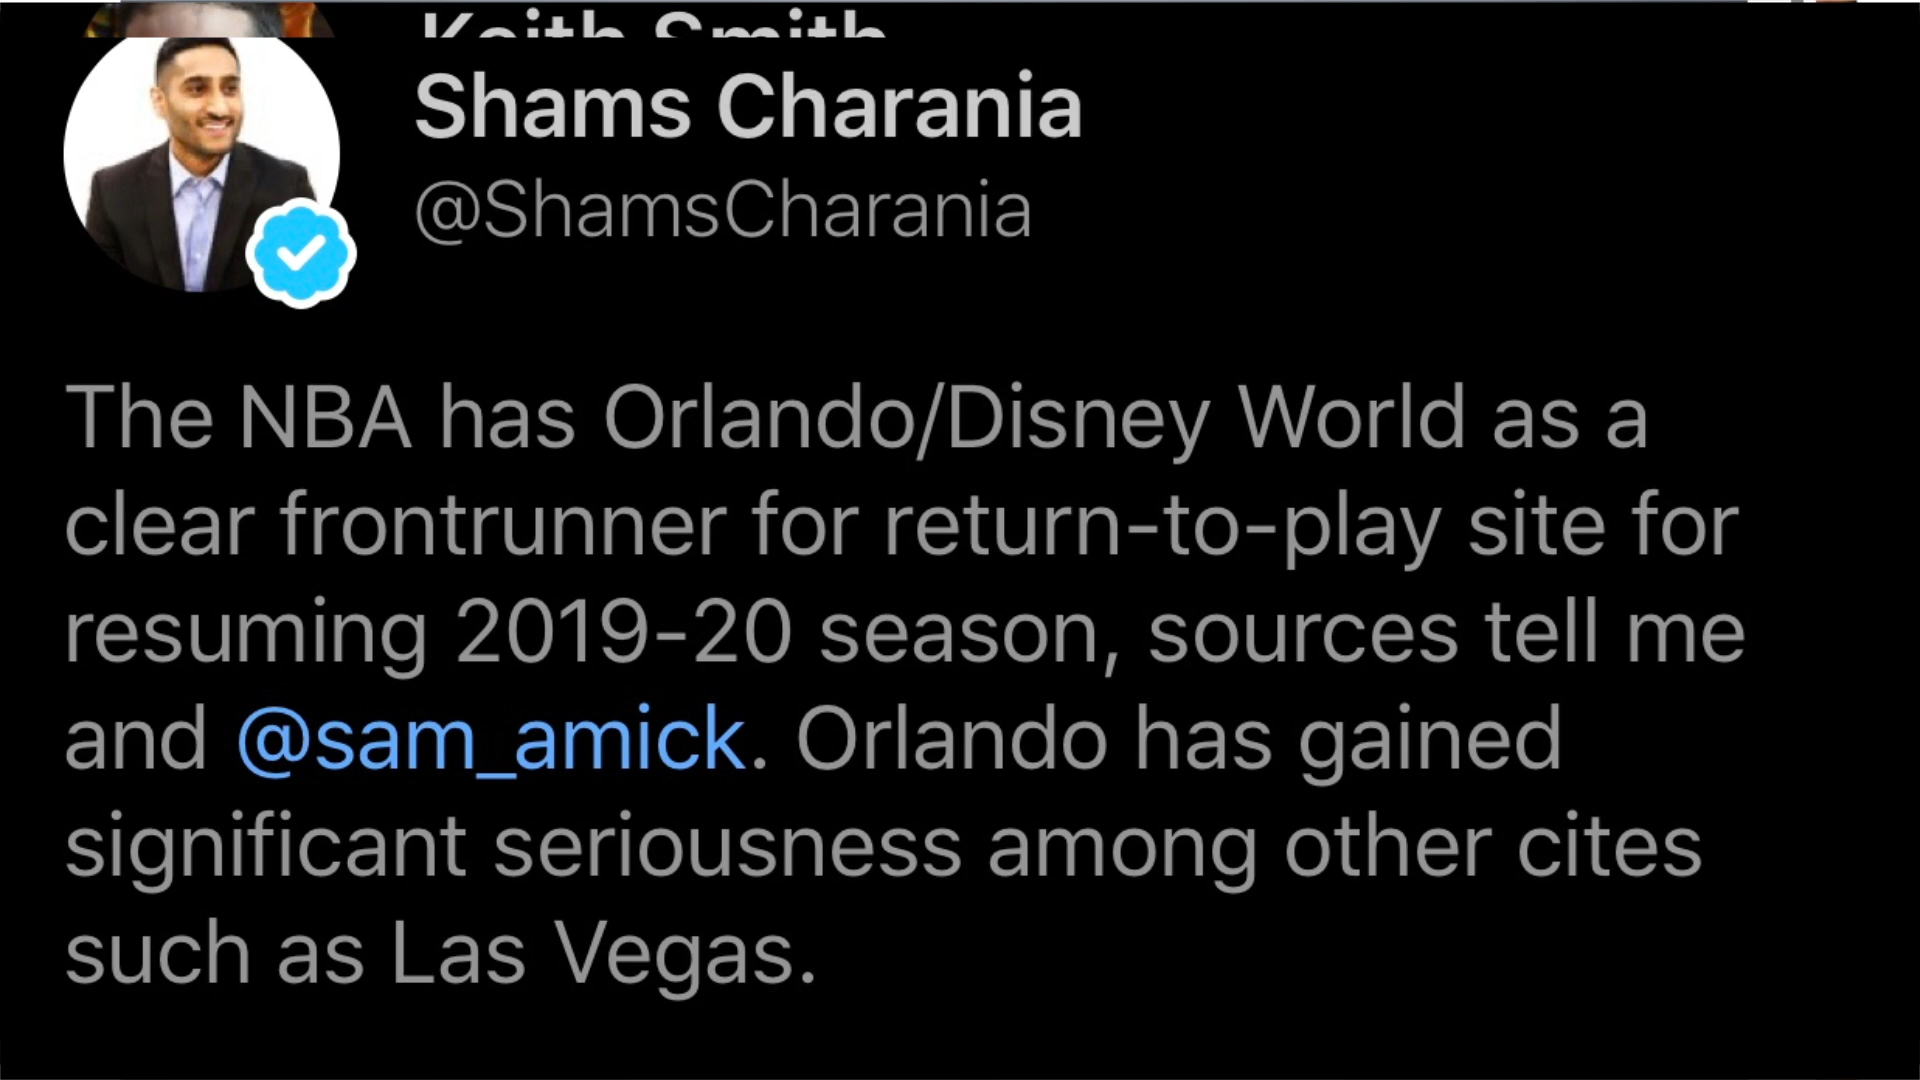 Keith Smith
Shams Charania
@ShamsCharania
The NBA has Orlando/Disney World as a
clear frontrunner for return-to-play site for
resuming 2019-20 season, sources tell me
and @sam_amick. Orlando has gained
significant seriousness among other cites
such as Las Vegas.